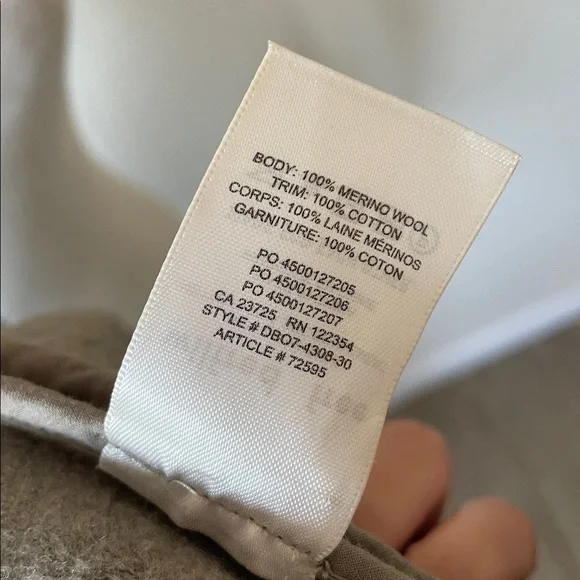 BODY: 100% MERINO WOOL
TRIM: 100% COTTON
CORPS: 100% LAINE MÉRINOS
GARNITURE: 100% COTON
PO 4500127205
PO 4500127206
PO 4500127207
CA 23725 RN 122354
STYLE # DBO7-4308-30
ARTICLE # 72595